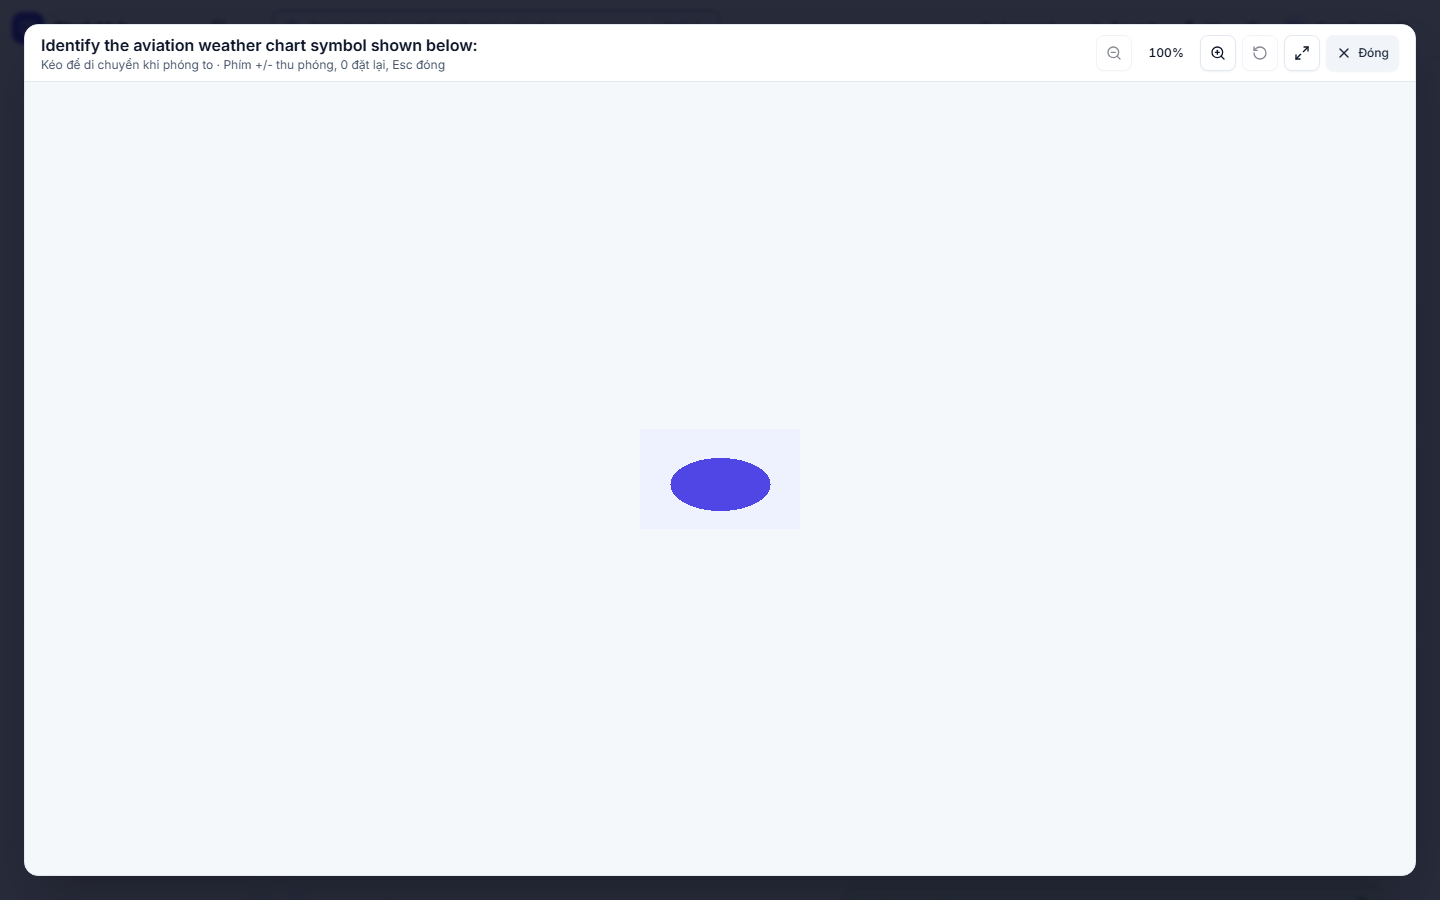 Identify the aviation weather chart symbol shown below:
Kéo để di chuyển khi phóng to · Phím +/- thu phóng, 0 đặt lại, Esc đóng
100%
Đóng